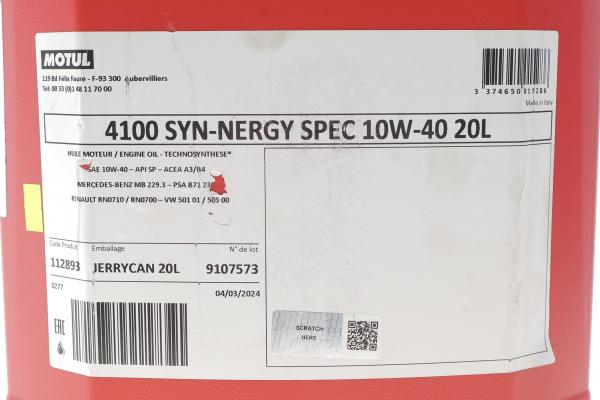 MOTUL
119 Bd Félix Faure - F-93 300 Aubervilliers
Tel: 00 33 (0)1 48 11 70 00
3 374650 015286
Made in Italy
4100 SYN-NERGY SPEC 10W-40 20L
HUILE MOTEUR / ENGINE OIL - TECHNOSYNTHESE®
SAE 10W-40 – API SP – ACEA A3/B4
MERCEDES-BENZ MB 229.3 – PSA B71 23
RENAULT RN0710 / RN0700 – VW 501 01 / 505 00
Code Produit Emballage N° de lot
112893 JERRYCAN 20L 9107573
0277 04/03/2024
EAC
SCRATCH
HERE